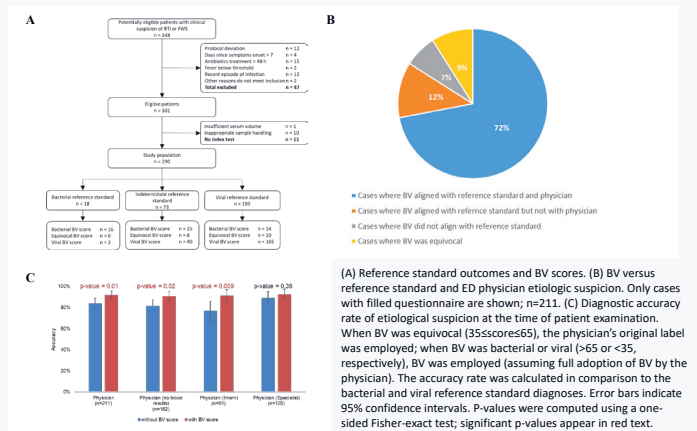 A
Potentially eligible patients with clinical
suspicion of RTI or FWS
n = 348
Protocol deviation n = 12
Days since symptoms onset > 7 n = 4
Antibiotics treatment > 48 h n = 15
Fever below threshold n = 2
Recent episode of infection n = 12
Other reasons do not meet inclusion n = 2
Total excluded n = 47
Eligible patients
n = 301
Insufficient serum volume n = 1
Inappropriate sample handling n = 10
No index test n = 11
Study population
n = 290
Bacterial reference standard
n = 18
Indeterminate reference
standard
n = 73
Viral reference standard
n = 199
Bacterial BV score n = 16
Equivocal BV score n = 0
Viral BV score n = 2
Bacterial BV score n = 25
Equivocal BV score n = 8
Viral BV score n = 40
Bacterial BV score n = 14
Equivocal BV score n = 20
Viral BV score n = 165
B
9%
7%
12%
72%
Cases where BV aligned with reference standard and physician
Cases where BV aligned with refernce standard but not with physician
Cases where BV did not align with reference standard
Cases where BV was equivocal
C
p-value = 0.01 p-value = 0.02 p-value = 0.009 p-value = 0.38
100%
80%
60%
40%
20%
0%
Accuracy
Physician
(n=211)
Physician (no blood
results)
(n=162)
Physician (Intern)
(n=91)
Physician (Specialist)
(n=120)
without BV score with BV score
(A) Reference standard outcomes and BV scores. (B) BV versus
reference standard and ED physician etiologic suspicion. Only cases
with filled questionnaire are shown; n=211. (C) Diagnostic accuracy
rate of etiological suspicion at the time of patient examination.
When BV was equivocal (35≤score≤65), the physician's original label
was employed; when BV was bacterial or viral (>65 or <35,
respectively), BV was employed (assuming full adoption of BV by the
physician). The accuracy rate was calculated in comparison to the
bacterial and viral reference standard diagnoses. Error bars indicate
95% confidence intervals. P-values were computed using a one-
sided Fisher-exact test; significant p-values appear in red text.